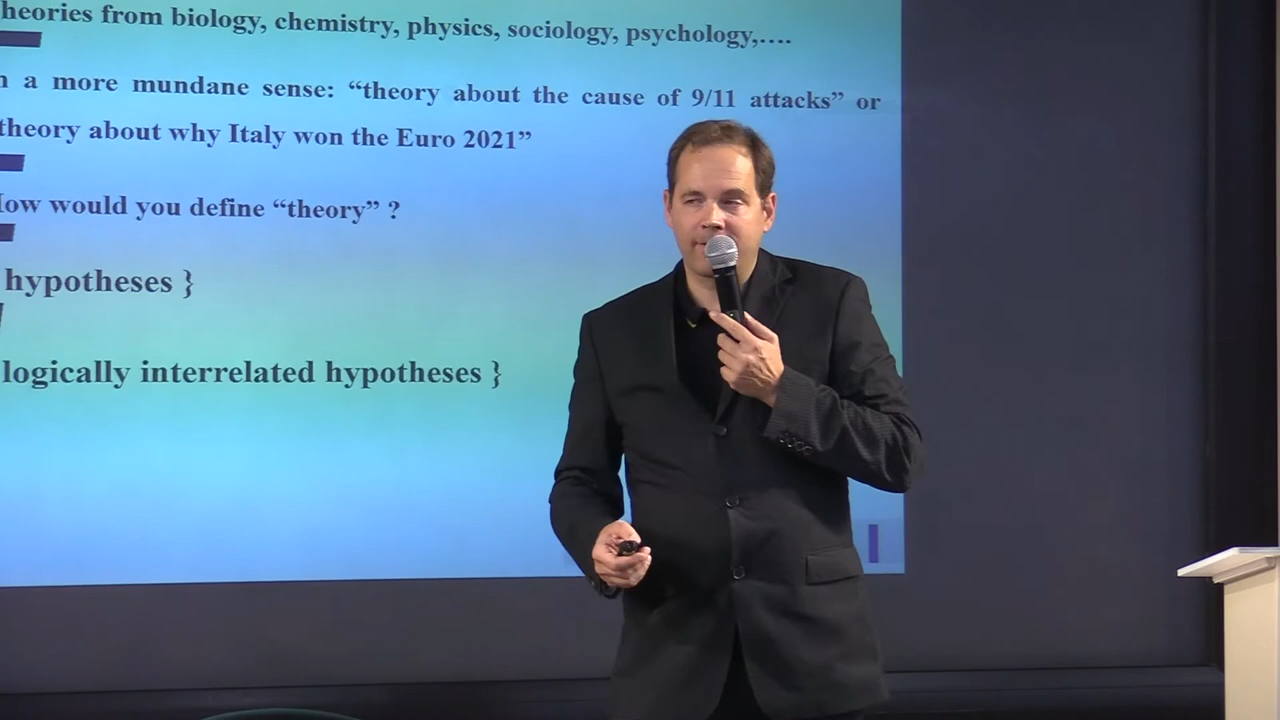 heories from biology, chemistry, physics, sociology, psychology,....
a more mundane sense: “theory about the cause of 9/11 attacks” or
theory about why Italy won the Euro 2021”
ow would you define “theory” ?
hypotheses }
logically interrelated hypotheses }